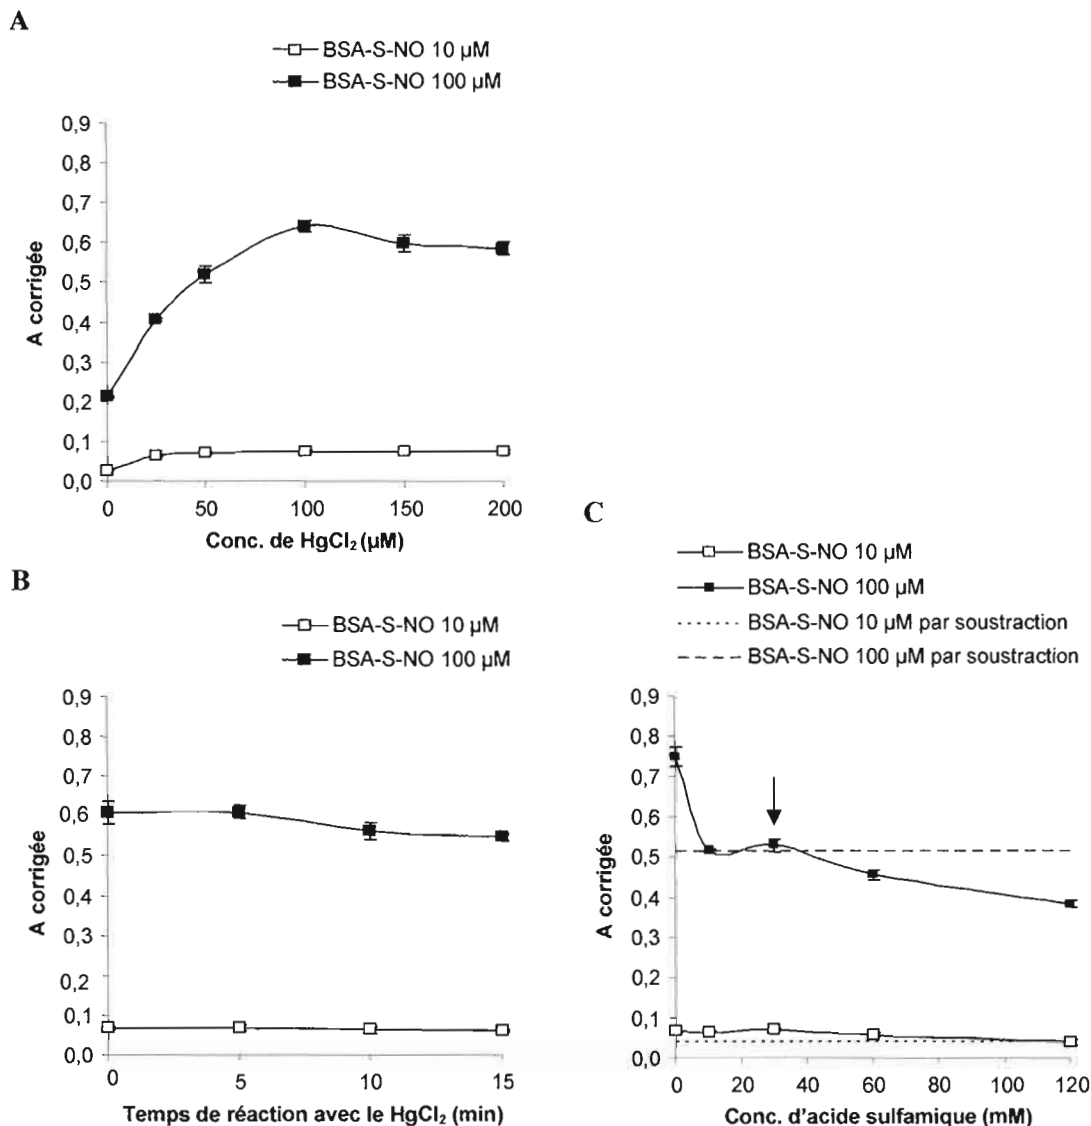 A
BSA-S-NO 10 µM
BSA-S-NO 100 µM
0,9
0,8
0,7
0,6
0,5
0,4
0,3
0,2
0,1
0,0
A corrigée
0 50 100 150 200
Conc. de HgCl₂ (µM)
B
BSA-S-NO 10 µM
BSA-S-NO 100 µM
0,9
0,8
0,7
0,6
0,5
0,4
0,3
0,2
0,1
0,0
A corrigée
0 5 10 15
Temps de réaction avec le HgCl₂ (min)
C
BSA-S-NO 10 µM
BSA-S-NO 100 µM
BSA-S-NO 10 µM par soustraction
BSA-S-NO 100 µM par soustraction
0,9
0,8
0,7
0,6
0,5
0,4
0,3
0,2
0,1
0,0
A corrigée
0 20 40 60 80 100 120
Conc. d'acide sulfamique (mM)